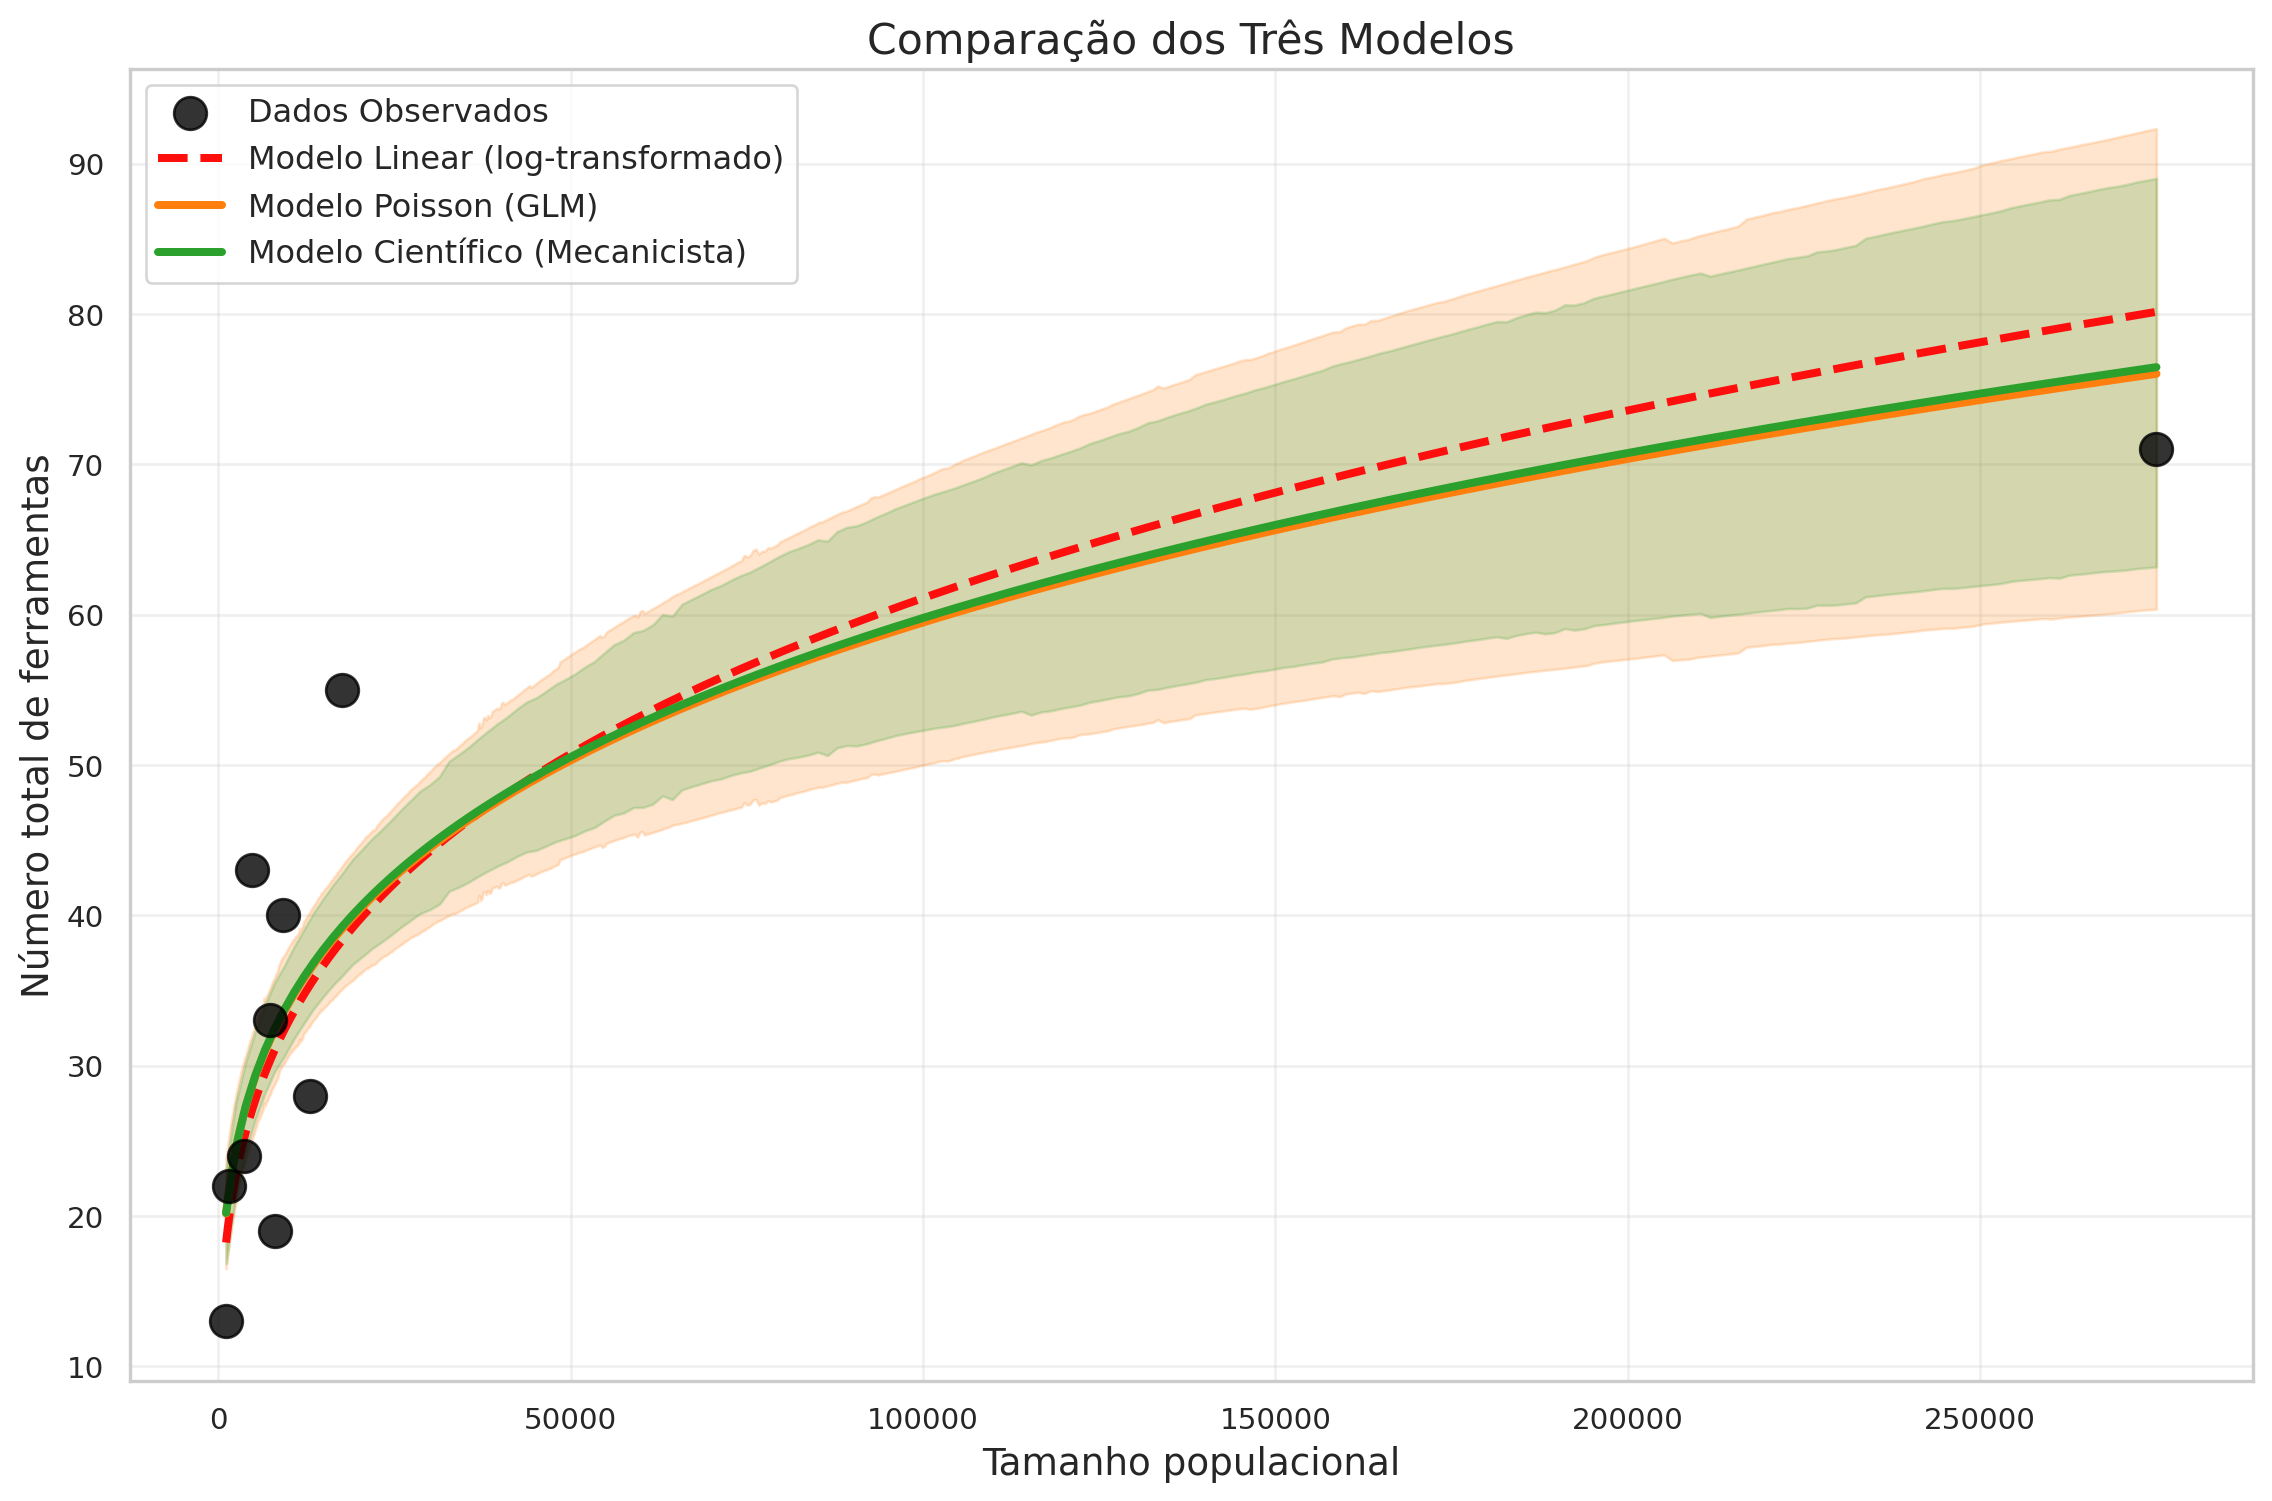 Comparação dos Três Modelos
Dados Observados
Modelo Linear (log-transformado)
Modelo Poisson (GLM)
Modelo Científico (Mecanicista)
Número total de ferramentas
90
80
70
60
50
40
30
20
10
0
50000
100000
150000
200000
250000
Tamanho populacional